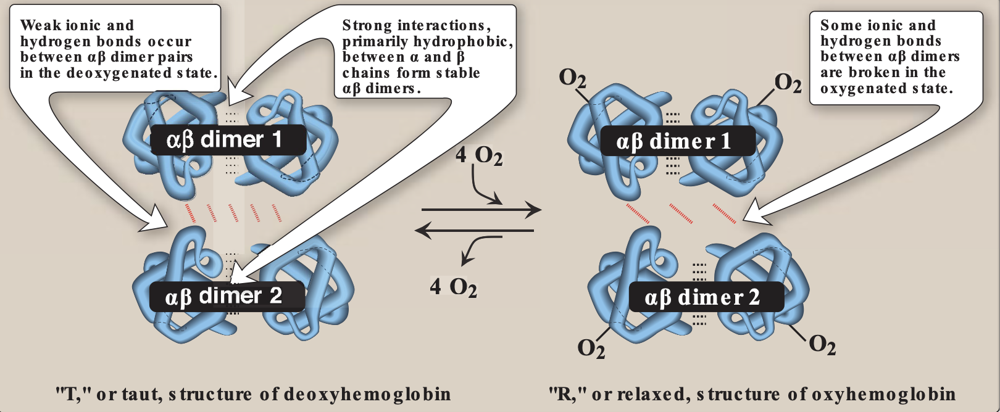 Weak ionic and
hydrogen bonds occur
between αβ dimer pairs
in the deoxygenated state.
Strong interactions,
primarily hydrophobic,
between α and β
chains form stable
αβ dimers.
Some ionic and
hydrogen bonds
between αβ dimers
are broken in the
oxygenated state.
αβ dimer 1
αβ dimer 2
4 O₂
4 O₂
O₂
O₂
αβ dimer 1
αβ dimer 2
O₂
O₂
"T," or taut, structure of deoxyhemoglobin
"R," or relaxed, structure of oxyhemoglobin